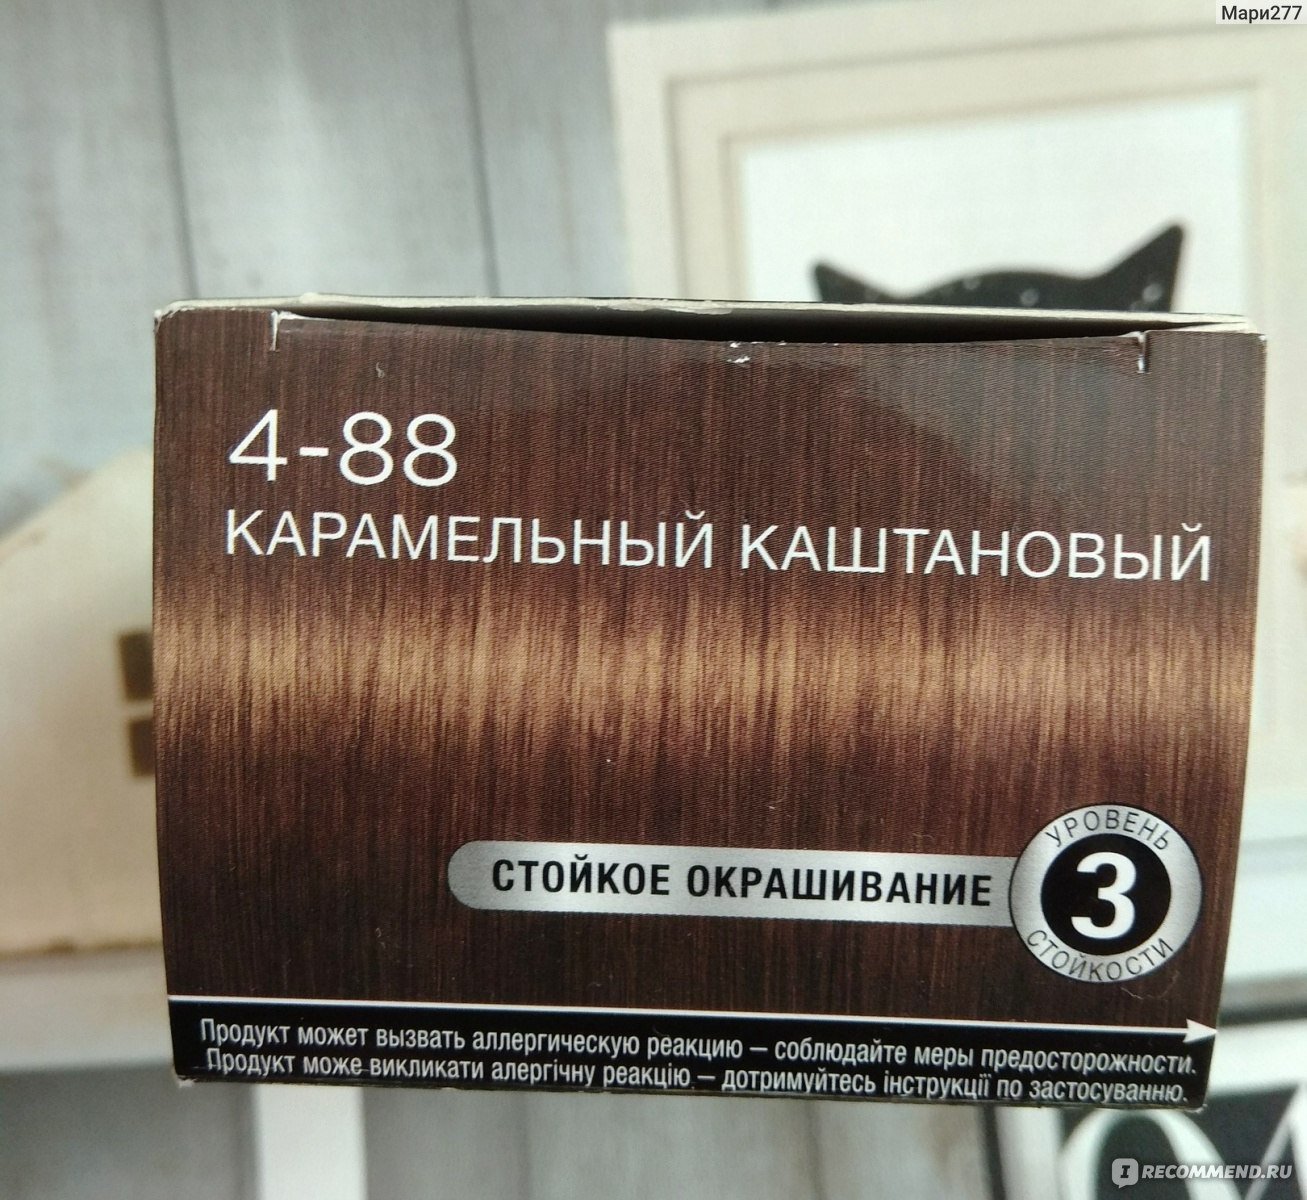 Мари277
4-88
КАРАМЕЛЬНЫЙ КАШТАНОВЫЙ
СТОЙКОЕ ОКРАШИВАНИЕ
УРОВЕНЬ
3
СТОЙКОСТИ
Продукт может вызвать аллергическую реакцию – соблюдайте меры предосторожности.
Продукт може викликати алергічну реакцію – дотримуйтесь інструкції по застосуванню.
IRECOMMEND.RU